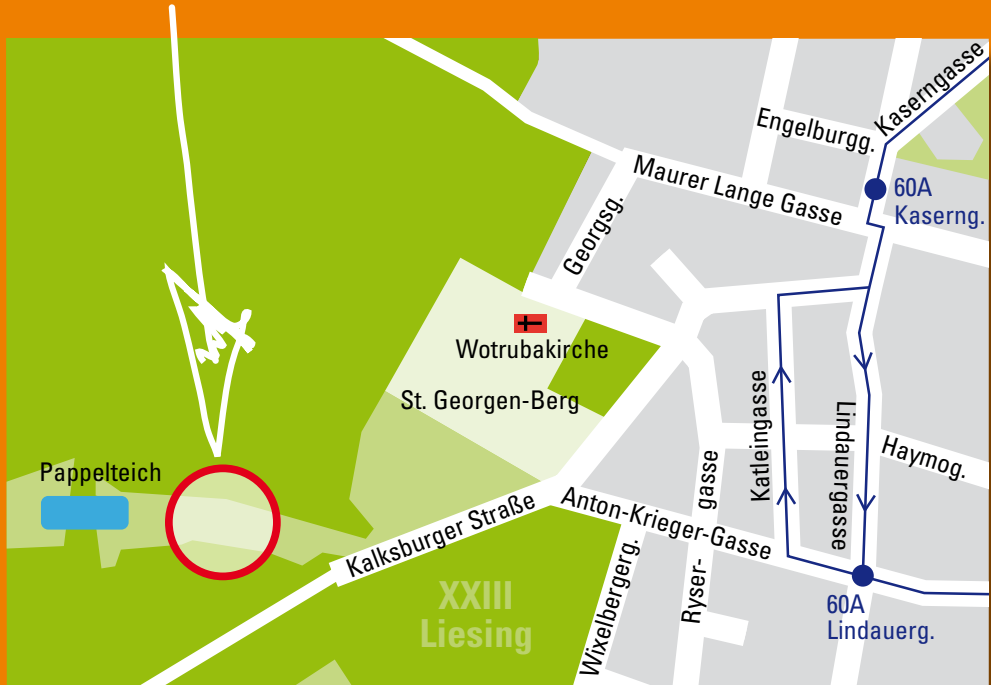 Kaserngasse
Engelburgg.
Maurer Lange Gasse
60A
Kaserng.
Georgsg.
Wotrubakirche
St. Georgen-Berg
Katleingasse
Lindauergasse
Haymog.
Pappelteich
Ryser-
gasse
Kalksburger Straße
Anton-Krieger-Gasse
Wixelbergerg.
XXIII
Liesing
60A
Lindauerg.